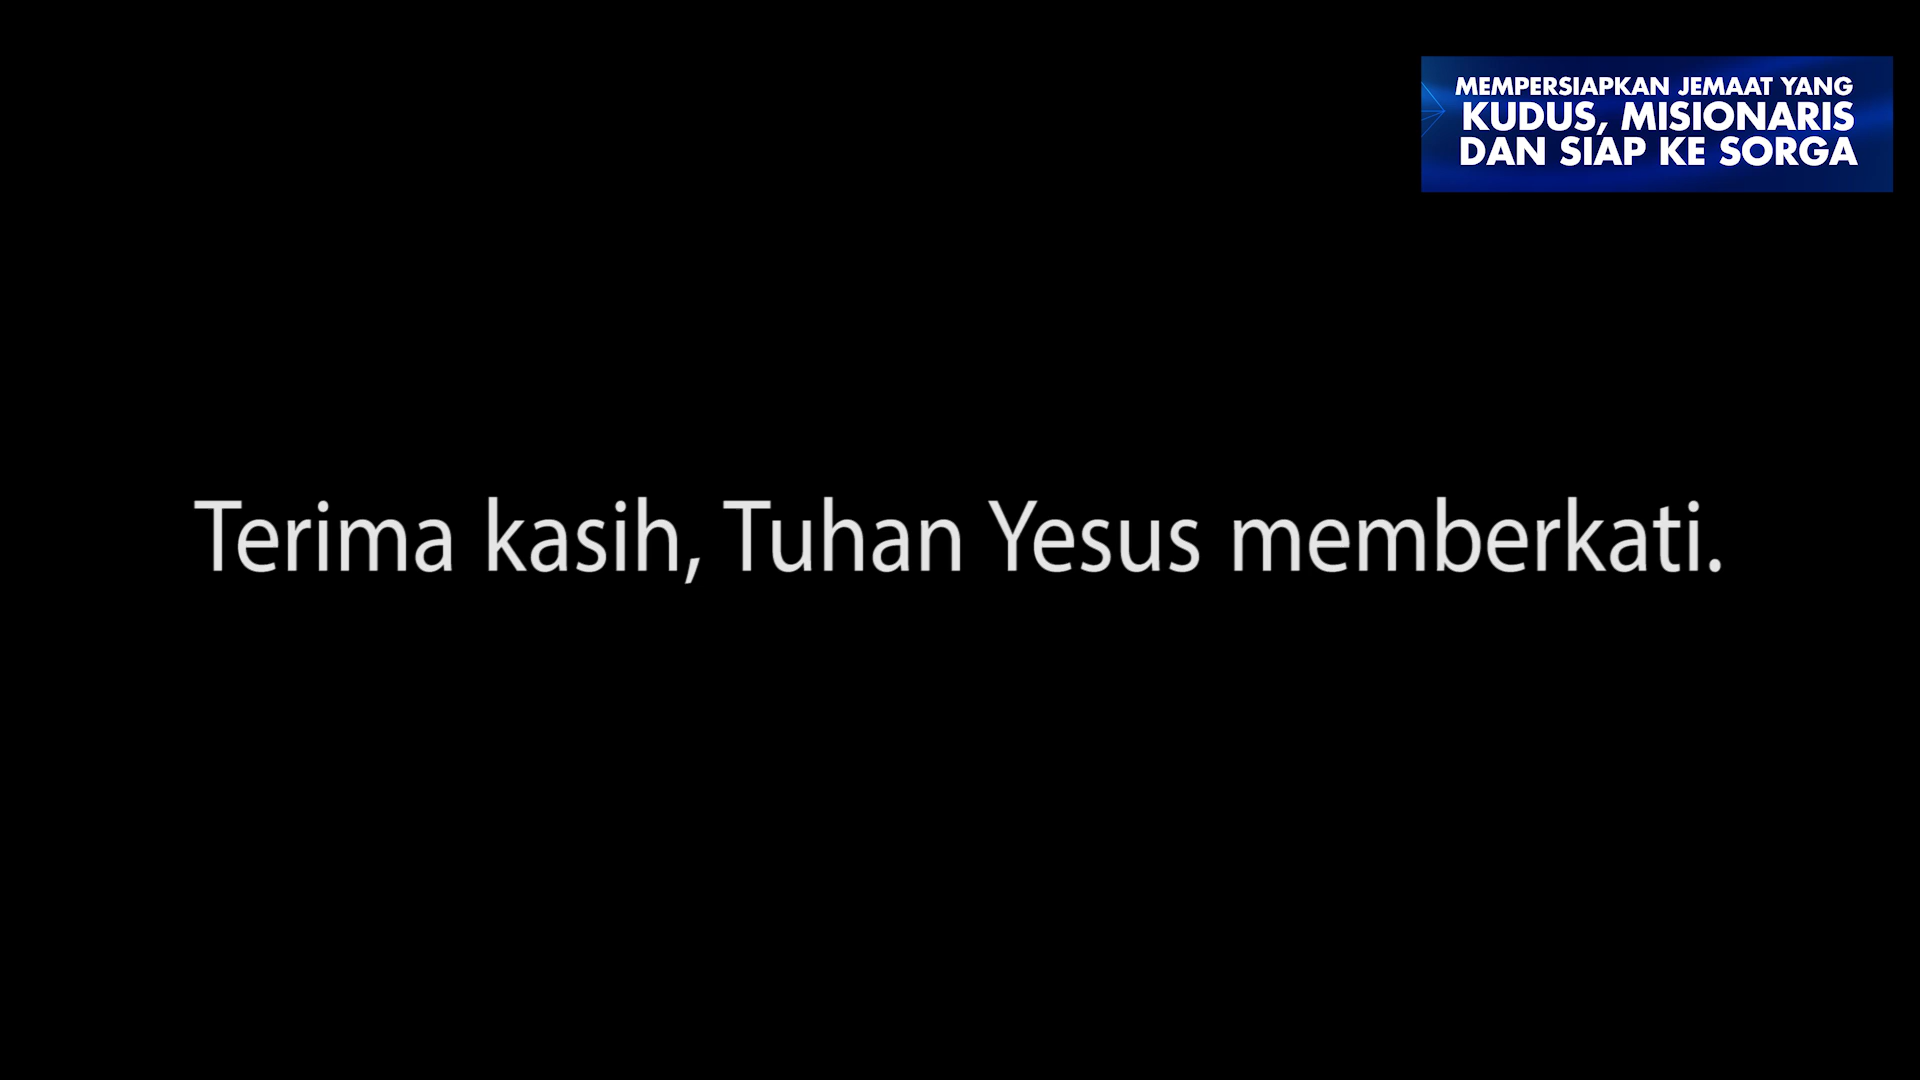 MEMPERSIAPKAN JEMAAT YANG
KUDUS, MISIONARIS
DAN SIAP KE SORGA
Terima kasih, Tuhan Yesus memberkati.